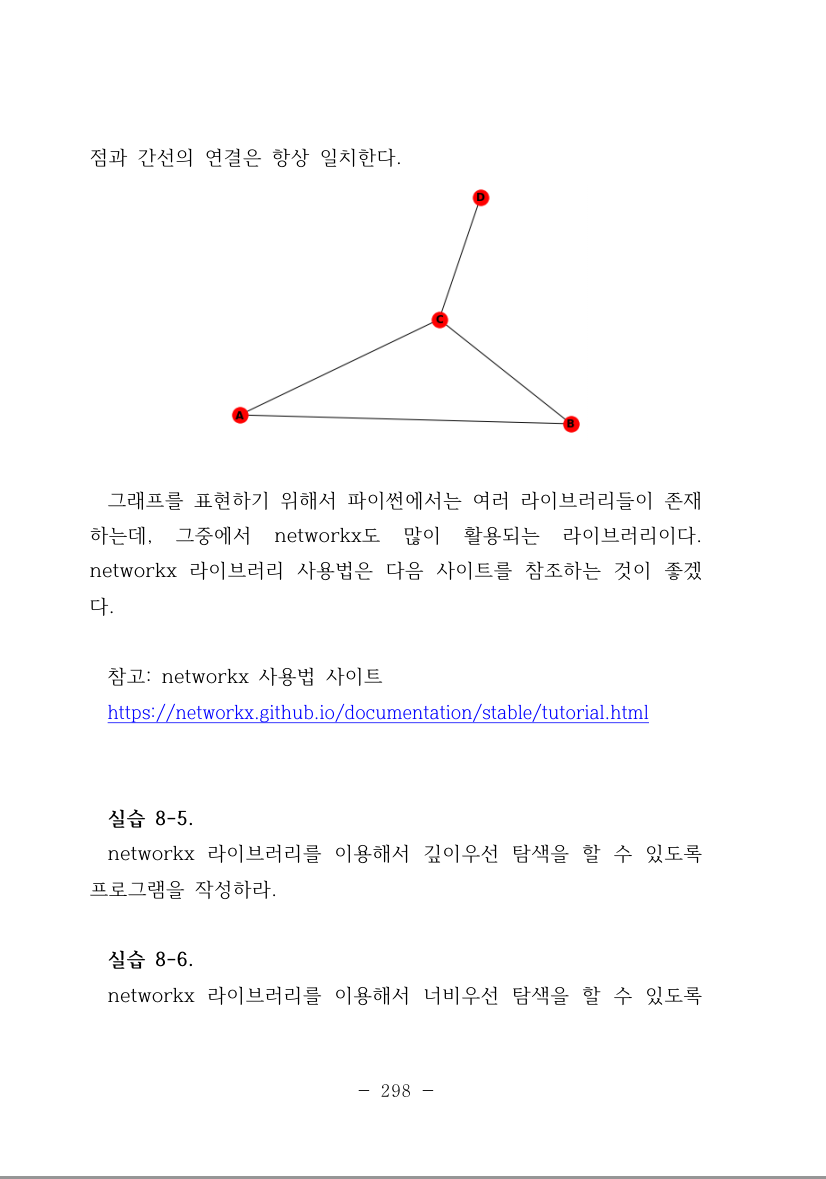 점과 간선의 연결은 항상 일치한다.
D
C
A
B
그래프를 표현하기 위해서 파이썬에서는 여러 라이브러리들이 존재
하는데, 그중에서 networkx도 많이 활용되는 라이브러리이다.
networkx 라이브러리 사용법은 다음 사이트를 참조하는 것이 좋겠
다.
참고: networkx 사용법 사이트
https://networkx.github.io/documentation/stable/tutorial.html
실습 8-5.
networkx 라이브러리를 이용해서 깊이우선 탐색을 할 수 있도록
프로그램을 작성하라.
실습 8-6.
networkx 라이브러리를 이용해서 너비우선 탐색을 할 수 있도록
- 298 -